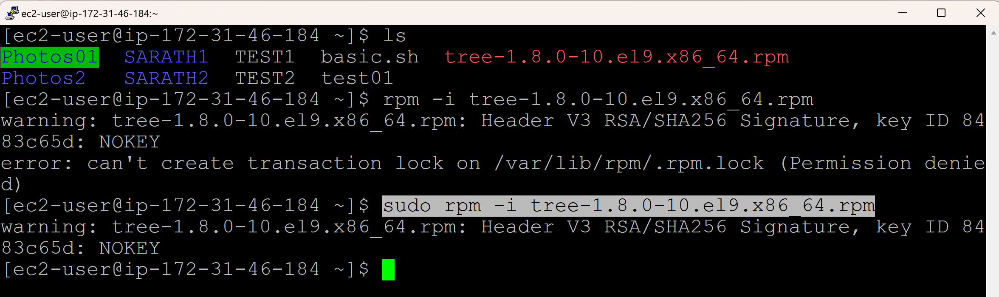 ec2-user@ip-172-31-46-184:~
[ec2-user@ip-172-31-46-184 ~]$ ls
Photos01  SARATH1  TEST1  basic.sh  tree-1.8.0-10.el9.x86_64.rpm
Photos2   SARATH2  TEST2  test01
[ec2-user@ip-172-31-46-184 ~]$ rpm -i tree-1.8.0-10.el9.x86_64.rpm
warning: tree-1.8.0-10.el9.x86_64.rpm: Header V3 RSA/SHA256 Signature, key ID 84
83c65d: NOKEY
error: can't create transaction lock on /var/lib/rpm/.rpm.lock (Permission denie
d)
[ec2-user@ip-172-31-46-184 ~]$ sudo rpm -i tree-1.8.0-10.el9.x86_64.rpm
warning: tree-1.8.0-10.el9.x86_64.rpm: Header V3 RSA/SHA256 Signature, key ID 84
83c65d: NOKEY
[ec2-user@ip-172-31-46-184 ~]$